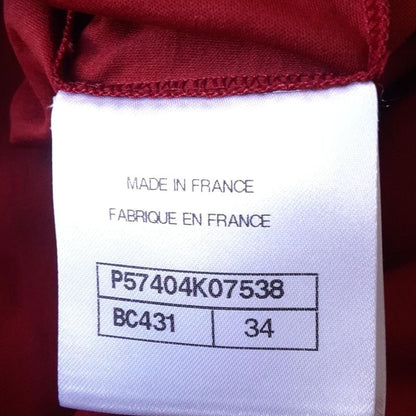 MADE IN FRANCE
FABRIQUE EN FRANCE
P57404K07538
BC431 34